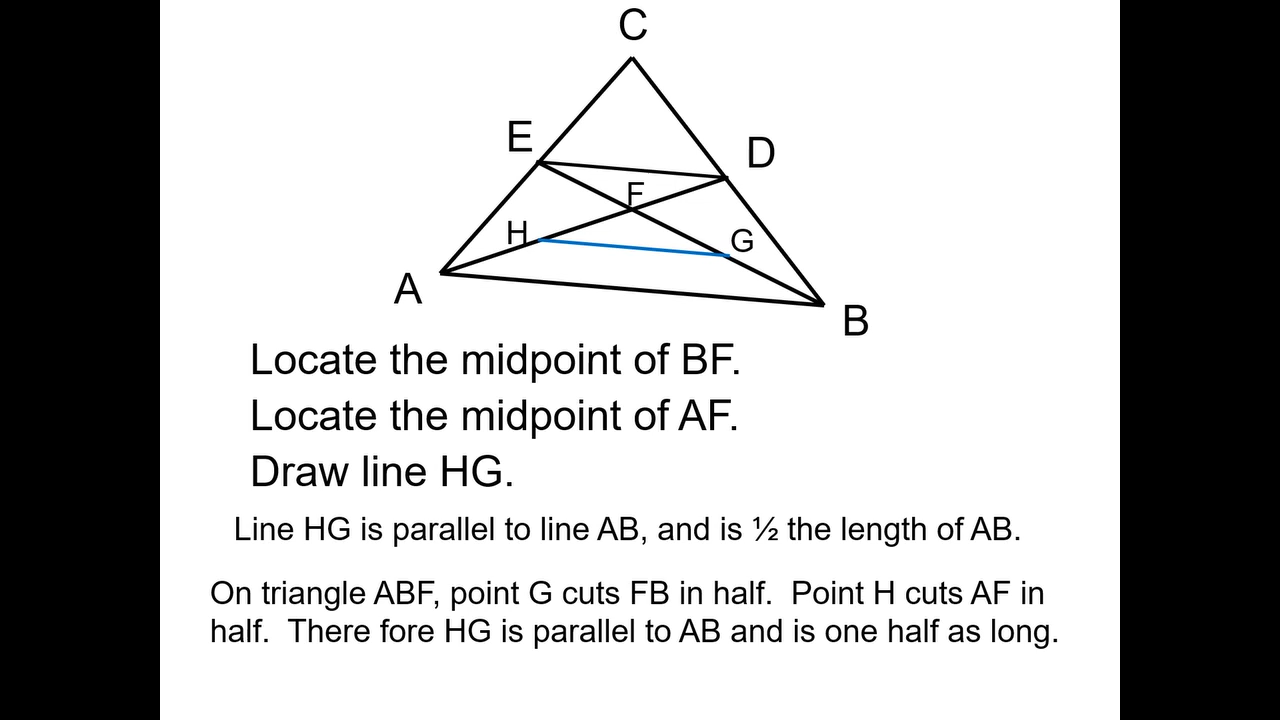 C
E
D
F
H
G
A
B
Locate the midpoint of BF.
Locate the midpoint of AF.
Draw line HG.
Line HG is parallel to line AB, and is ½ the length of AB.
On triangle ABF, point G cuts FB in half.  Point H cuts AF in
half.  There fore HG is parallel to AB and is one half as long.